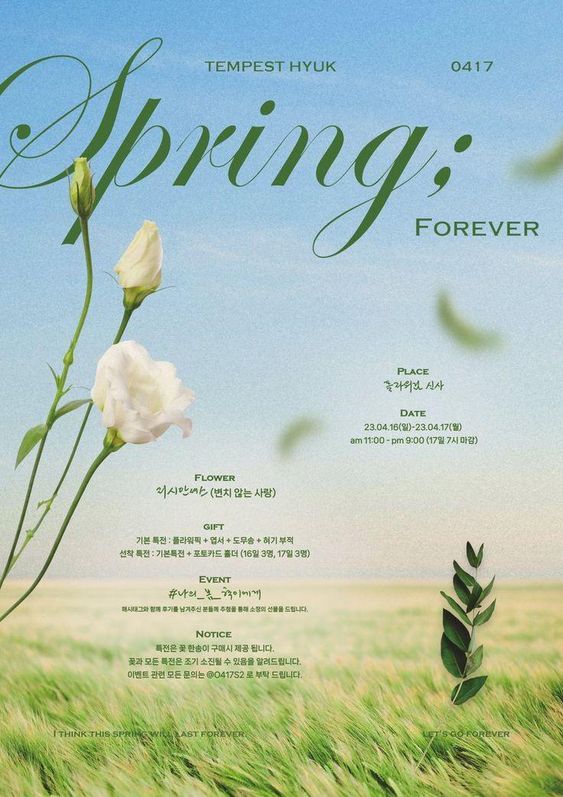 TEMPEST HYUK
0417
Spring;
FOREVER
PLACE
플라워랩 신사
DATE
23.04.16(일)-23.04.17(월)
am 11:00 - pm 9:00 (17일 7시 마감)
FLOWER
리시안셔스 (변치 않는 사랑)
GIFT
기본 특전 : 플라워픽 + 엽서 + 도무송 + 혀기 부적
선착 특전 : 기본특전 + 포토카드 홀더 (16일 3명, 17일 3명)
EVENT
#나의_봄_혁이에게
해시태그와 함께 후기를 남겨주신 분들께 추첨을 통해 소정의 선물을 드립니다.
NOTICE
특전은 꽃 한송이 구매시 제공 됩니다.
꽃과 모든 특전은 조기 소진될 수 있음을 알려드립니다.
이벤트 관련 모든 문의는 @0417S2 로 부탁 드립니다.
I THINK THIS SPRING WILL LAST FOREVER.
LET'S GO FOREVER